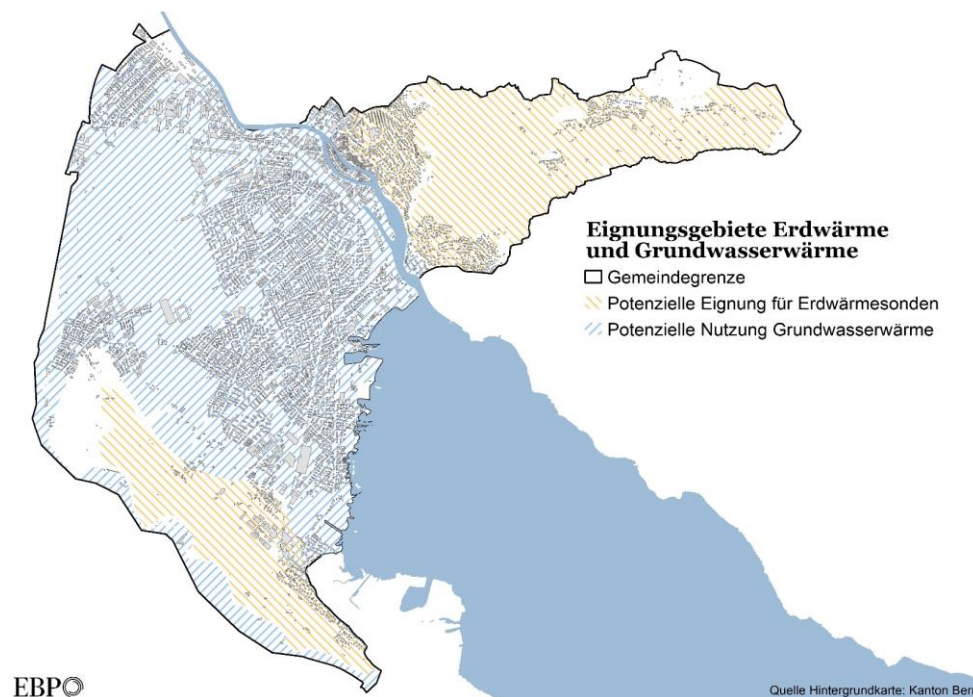 Eignungsgebiete Erdwärme
und Grundwasserwärme
Gemeindegrenze
Potenzielle Eignung für Erdwärmesonden
Potenzielle Nutzung Grundwasserwärme
EBP
Quelle Hintergrundkarte: Kanton Bern